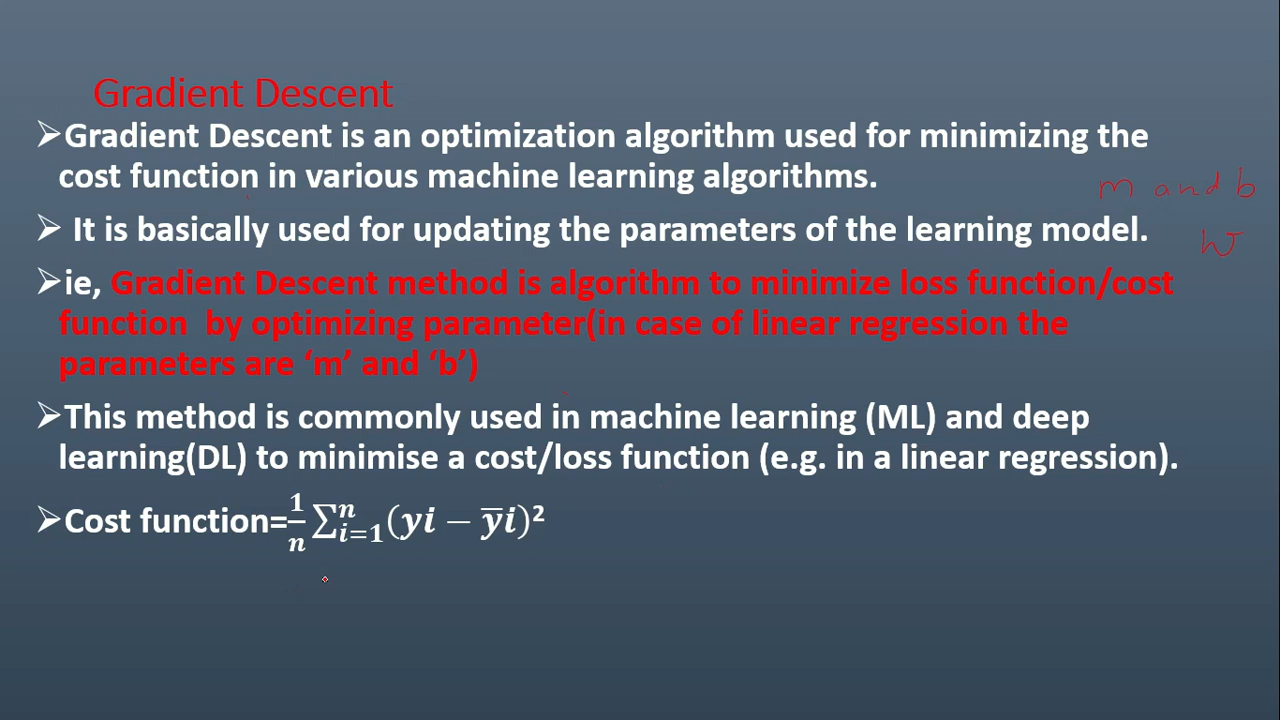 Gradient Descent
➢Gradient Descent is an optimization algorithm used for minimizing the
cost function in various machine learning algorithms.
m and b
➢ It is basically used for updating the parameters of the learning model.
W
➢ie, Gradient Descent method is algorithm to minimize loss function/cost
function by optimizing parameter(in case of linear regression the
parameters are ‘m’ and ‘b’)
➢This method is commonly used in machine learning (ML) and deep
learning(DL) to minimise a cost/loss function (e.g. in a linear regression).
➢Cost function=1/n ∑ⁿᵢ₌₁(yi − y̅i)²